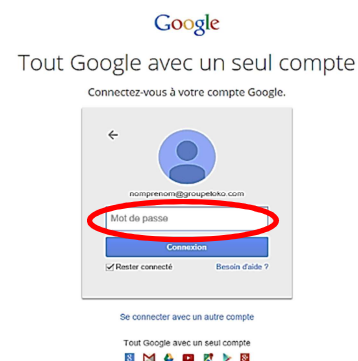 Google
Tout Google avec un seul compte
Connectez-vous à votre compte Google.
nomprenom@groupeloko.com
Mot de passe
Connexion
Rester connecté Besoin d'aide ?
Se connecter avec un autre compte
Tout Google avec un seul compte